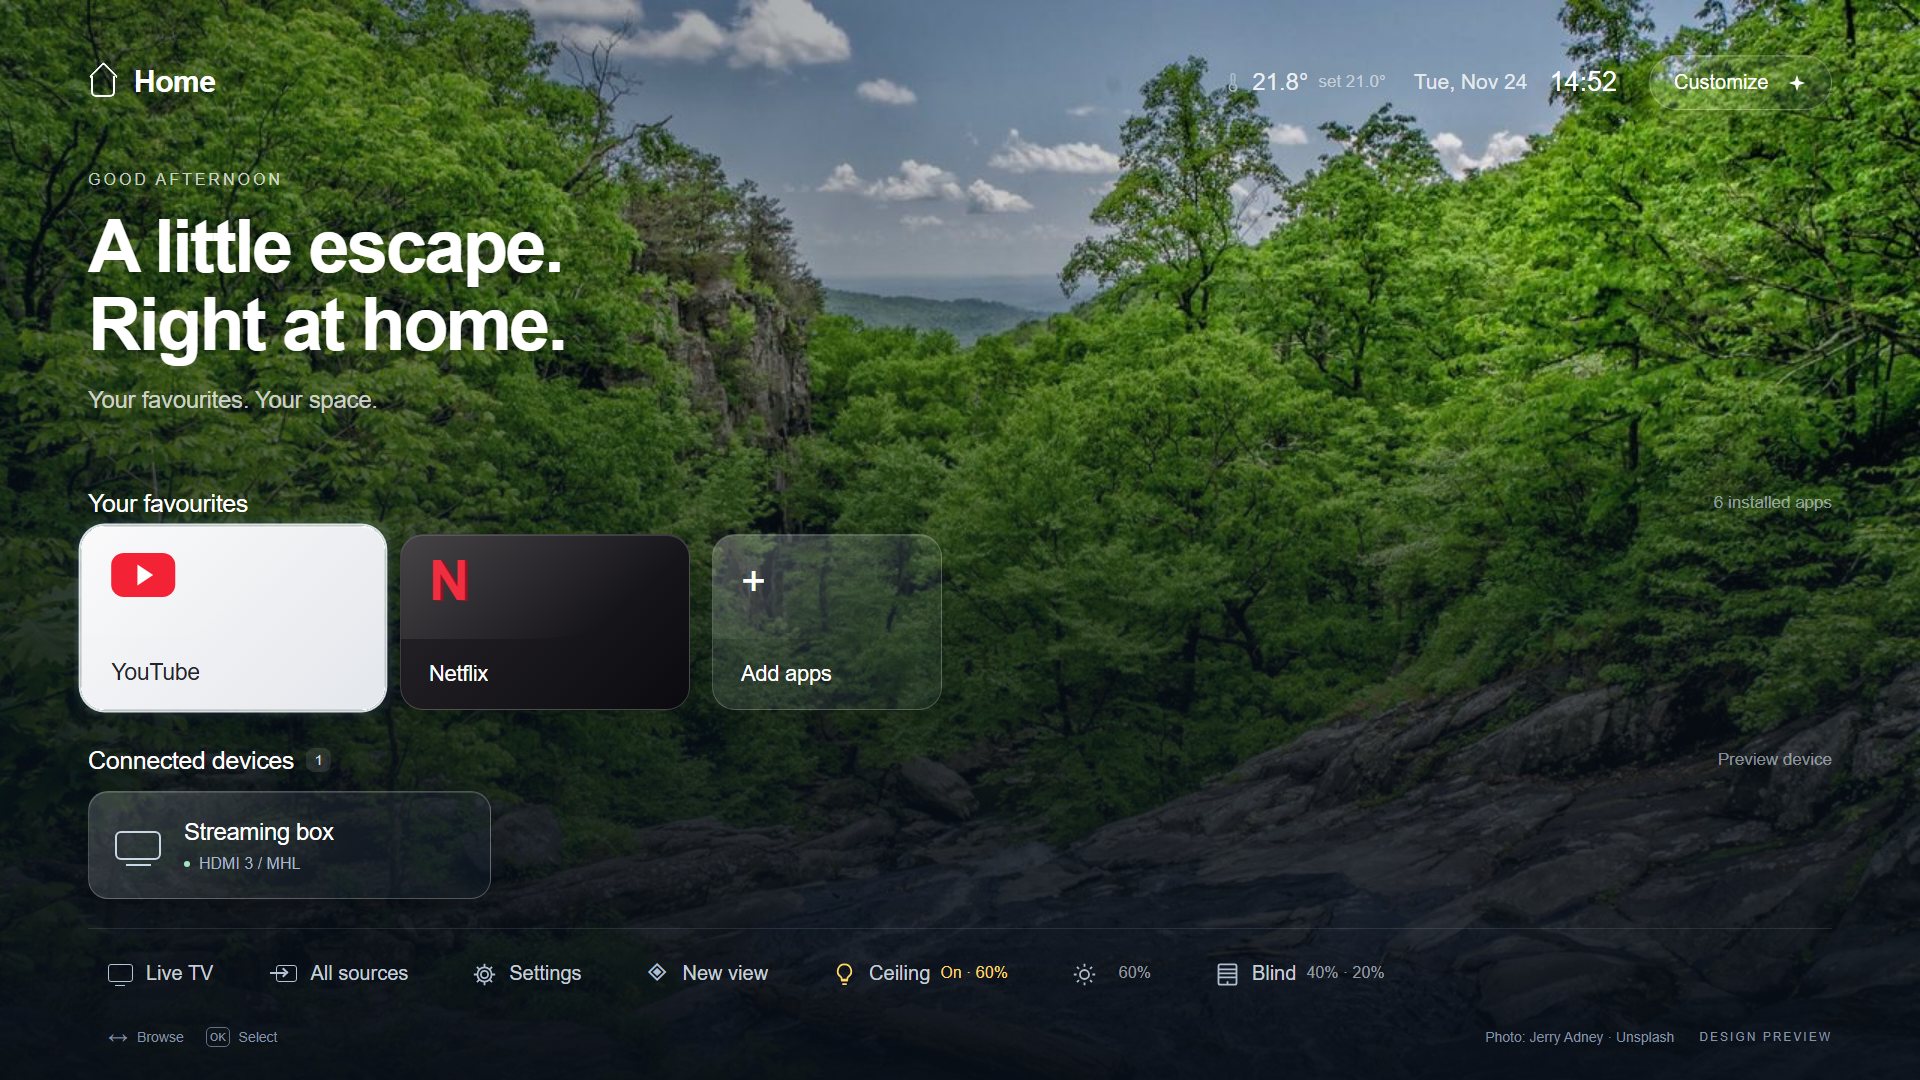 Home
21.8° set 21.0° Tue, Nov 24 14:52 Customize
GOOD AFTERNOON
A little escape.
Right at home.
Your favourites. Your space.
Your favourites
6 installed apps
N
YouTube
Netflix
+
Add apps
Connected devices 1
Preview device
Streaming box
HDMI 3 / MHL
Live TV
All sources
Settings
New view
Ceiling On · 60%
60%
Blind 40% · 20%
Browse
OK Select
Photo: Jerry Adney · Unsplash
DESIGN PREVIEW